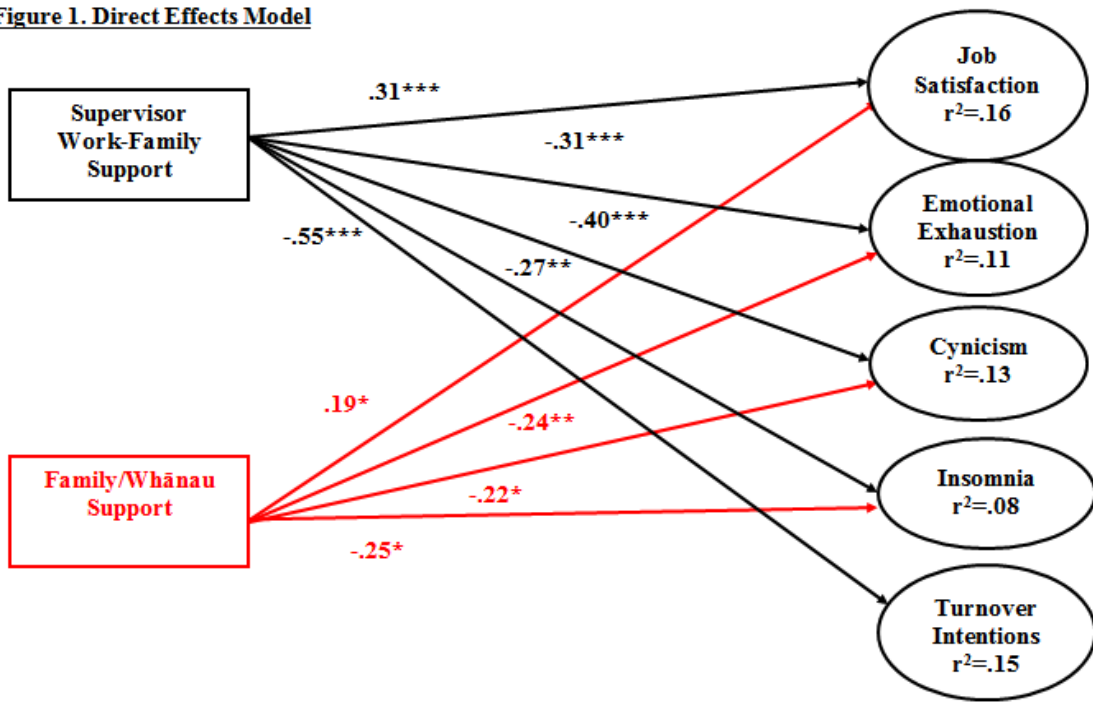 Figure 1. Direct Effects Model
Supervisor
Work-Family
Support
Family/Whānau
Support
.31***
-.31***
-.40***
-.27**
-.55***
.19*
-.24**
-.22*
-.25*
Job
Satisfaction
r²=.16
Emotional
Exhaustion
r²=.11
Cynicism
r²=.13
Insomnia
r²=.08
Turnover
Intentions
r²=.15